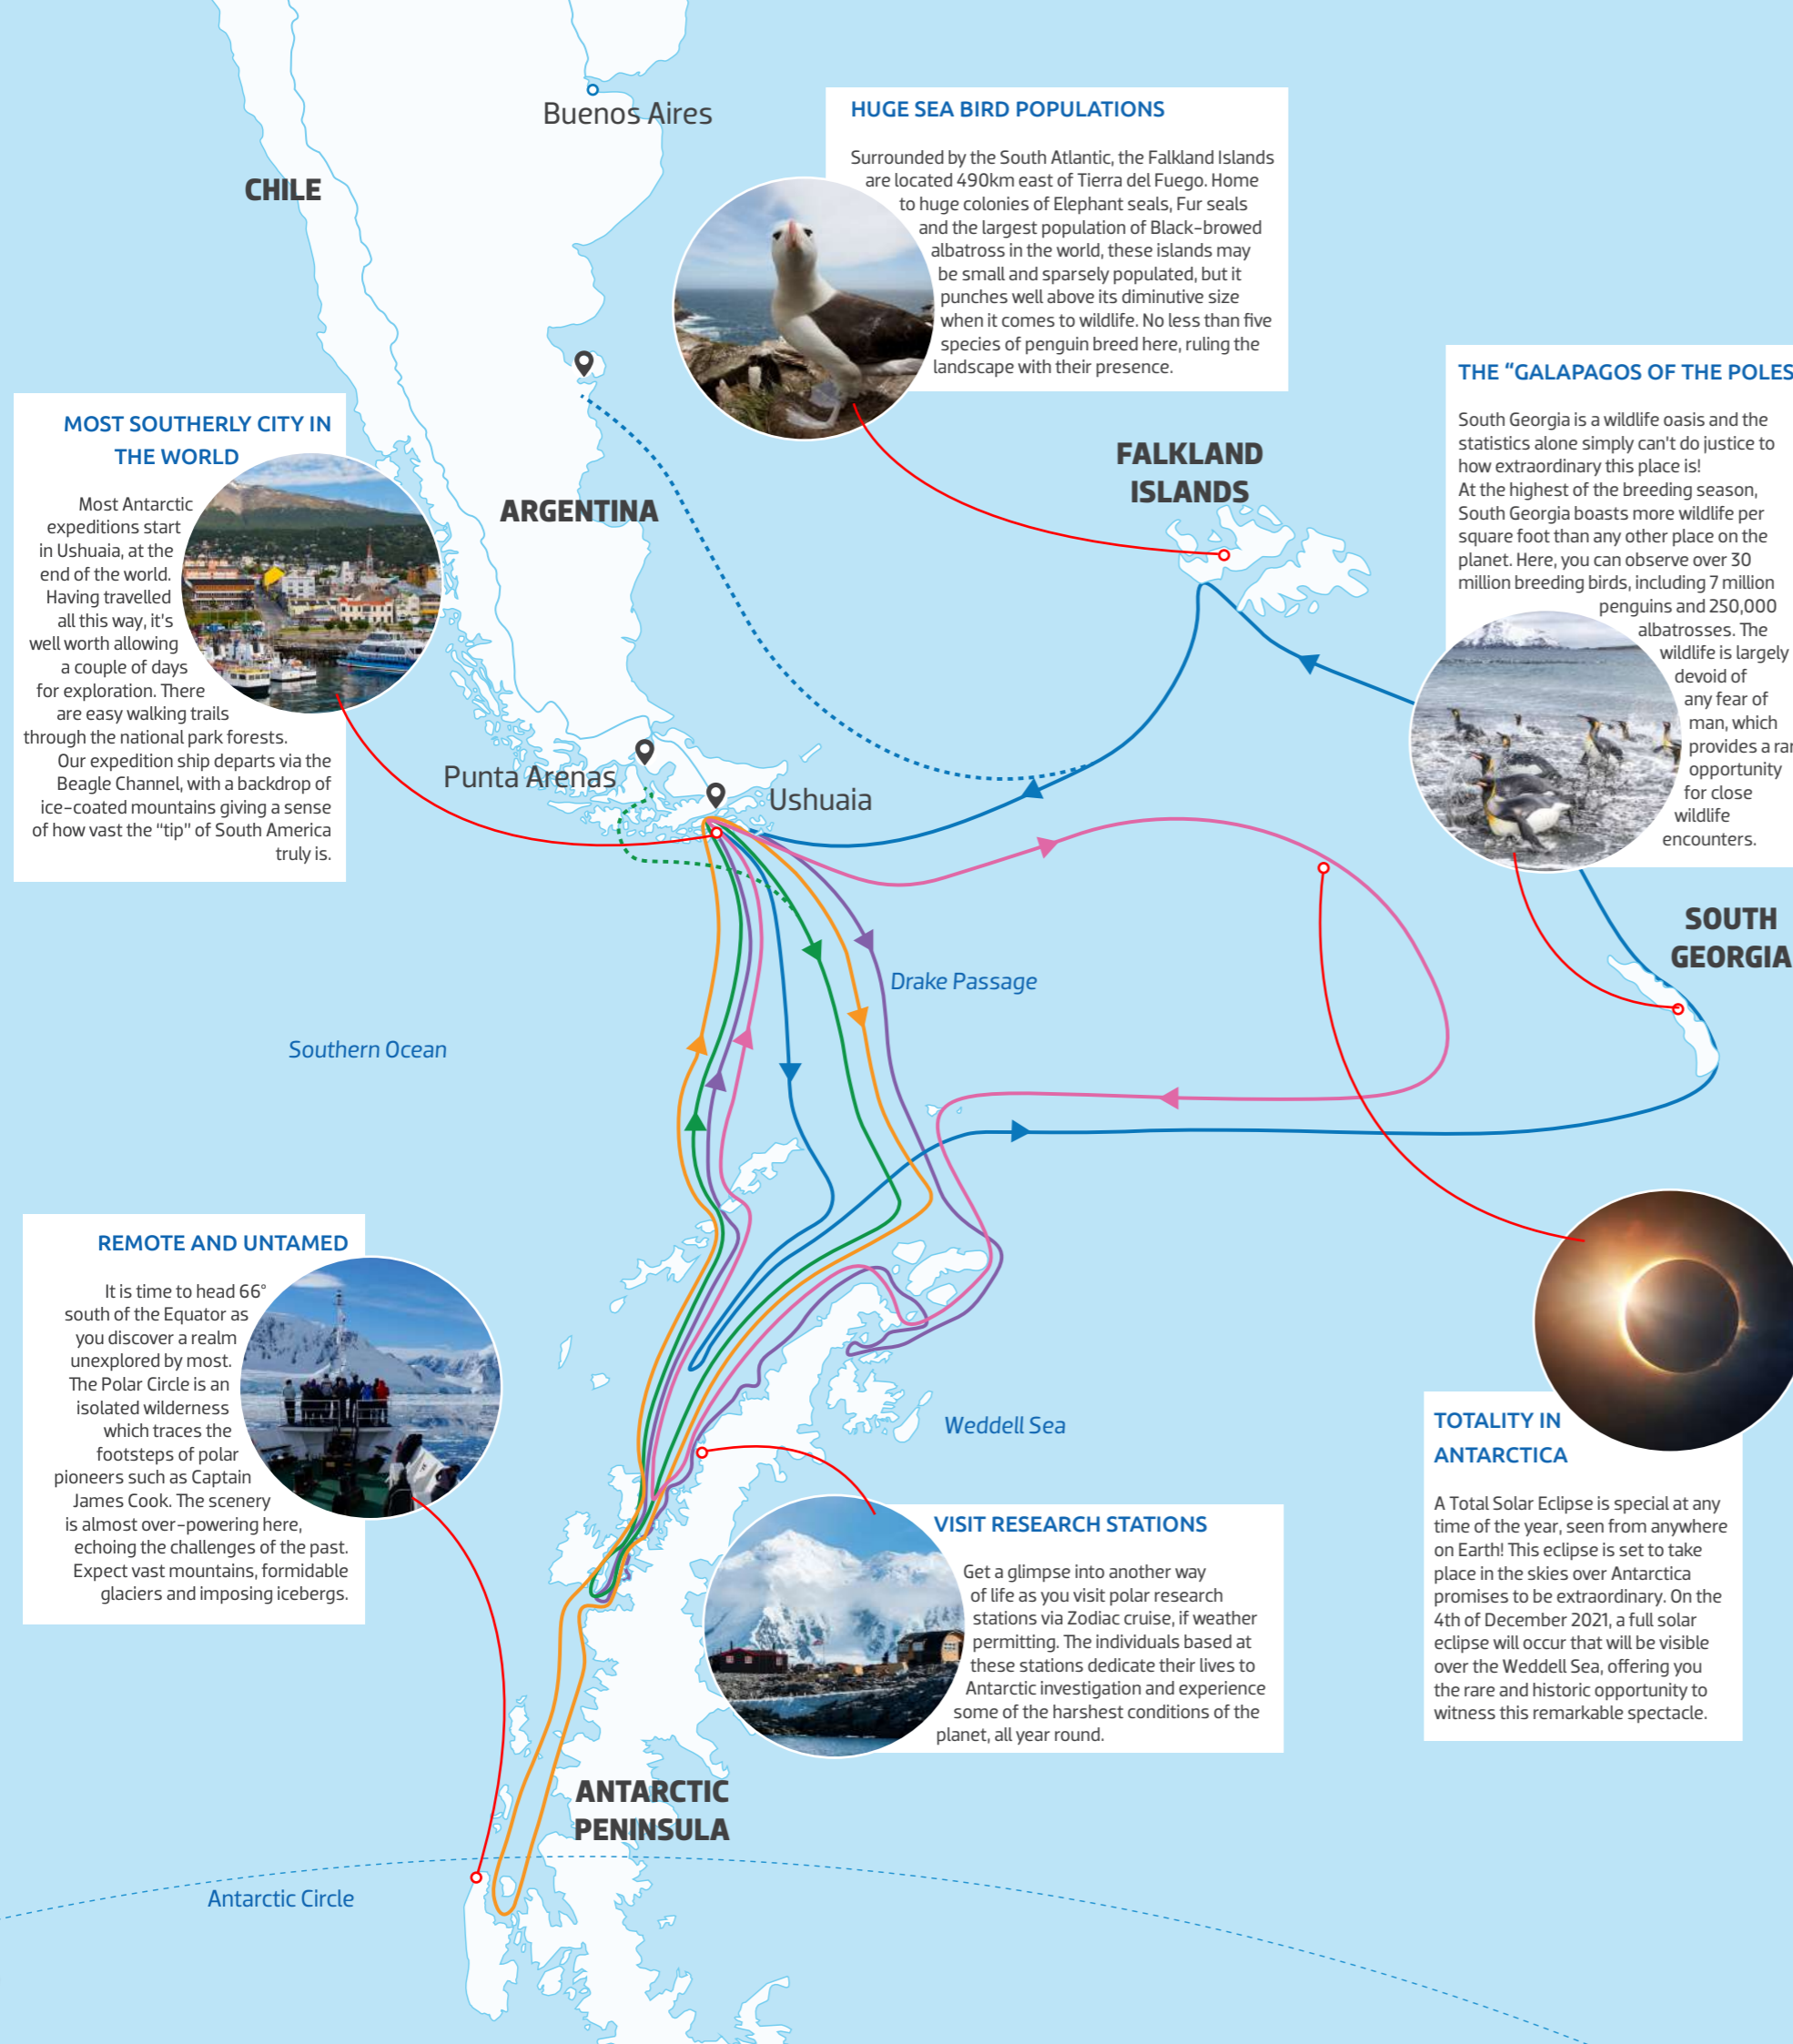 Buenos Aires
CHILE
HUGE SEA BIRD POPULATIONS
Surrounded by the South Atlantic, the Falkland Islands
are located 490km east of Tierra del Fuego. Home
to huge colonies of Elephant seals, Fur seals
and the largest population of Black-browed
albatross in the world, these islands may
be small and sparsely populated, but it
punches well above its diminutive size
when it comes to wildlife. No less than five
species of penguin breed here, ruling the
landscape with their presence.
THE “GALAPAGOS OF THE POLES
South Georgia is a wildlife oasis and the
statistics alone simply can't do justice to
how extraordinary this place is!
At the highest of the breeding season,
South Georgia boasts more wildlife per
square foot than any other place on the
planet. Here, you can observe over 30
million breeding birds, including 7 million
penguins and 250,000
albatrosses. The
wildlife is largely
devoid of
any fear of
man, which
provides a rar
opportunity
for close
wildlife
encounters.
MOST SOUTHERLY CITY IN
THE WORLD
Most Antarctic
expeditions start
in Ushuaia, at the
end of the world.
Having travelled
all this way, it's
well worth allowing
a couple of days
for exploration. There
are easy walking trails
through the national park forests.
Our expedition ship departs via the
Beagle Channel, with a backdrop of
ice-coated mountains giving a sense
of how vast the “tip” of South America
truly is.
ARGENTINA
FALKLAND
ISLANDS
Punta Arenas
Ushuaia
SOUTH
GEORGIA
Drake Passage
Southern Ocean
REMOTE AND UNTAMED
It is time to head 66°
south of the Equator as
you discover a realm
unexplored by most.
The Polar Circle is an
isolated wilderness
which traces the
footsteps of polar
pioneers such as Captain
James Cook. The scenery
is almost over-powering here,
echoing the challenges of the past.
Expect vast mountains, formidable
glaciers and imposing icebergs.
Weddell Sea
TOTALITY IN
ANTARCTICA
A Total Solar Eclipse is special at any
time of the year, seen from anywhere
on Earth! This eclipse is set to take
place in the skies over Antarctica
promises to be extraordinary. On the
4th of December 2021, a full solar
eclipse will occur that will be visible
over the Weddell Sea, offering you
the rare and historic opportunity to
witness this remarkable spectacle.
VISIT RESEARCH STATIONS
Get a glimpse into another way
of life as you visit polar research
stations via Zodiac cruise, if weather
permitting. The individuals based at
these stations dedicate their lives to
Antarctic investigation and experience
some of the harshest conditions of the
planet, all year round.
ANTARCTIC
PENINSULA
Antarctic Circle